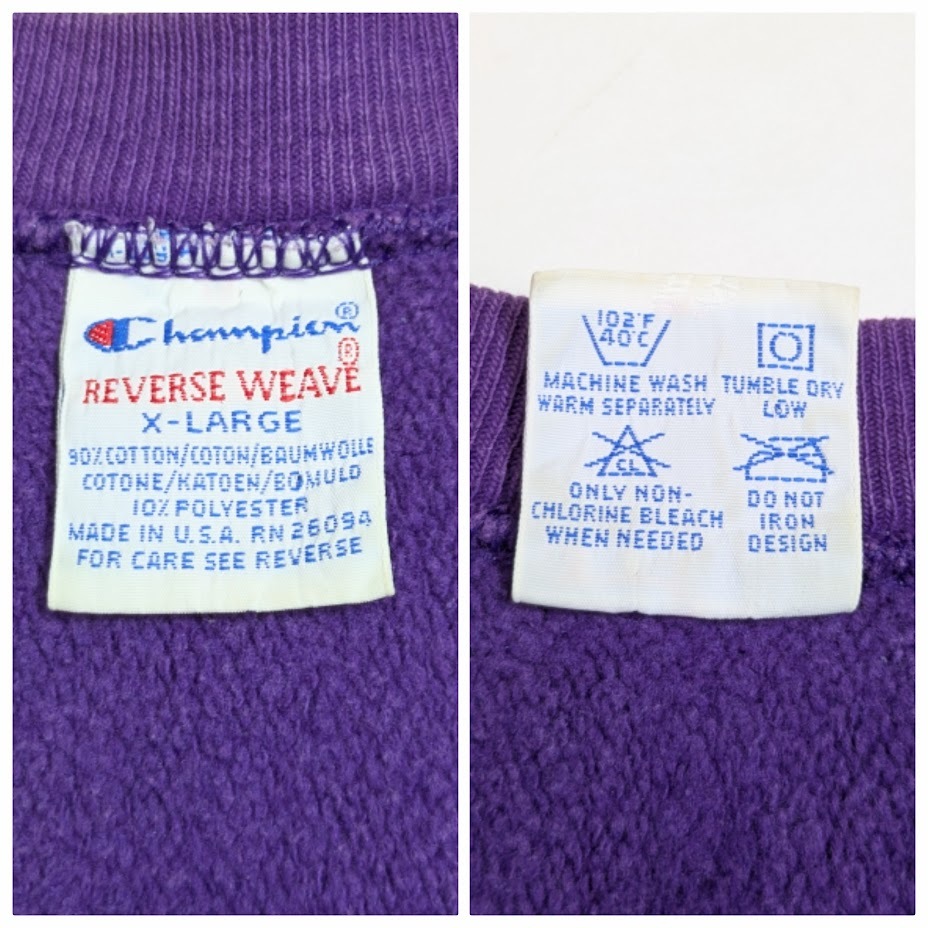 Champion®
REVERSE WEAVE®
X-LARGE
90% COTTON/COTON/BAUMWOLLE
COTONE/KATOEN/BOMULD
10% POLYESTER
MADE IN U.S.A. RN 26094
FOR CARE SEE REVERSE
102°F
40°C
MACHINE WASH
WARM SEPARATELY
TUMBLE DRY
LOW
CL
ONLY NON-
CHLORINE BLEACH
WHEN NEEDED
DO NOT
IRON
DESIGN